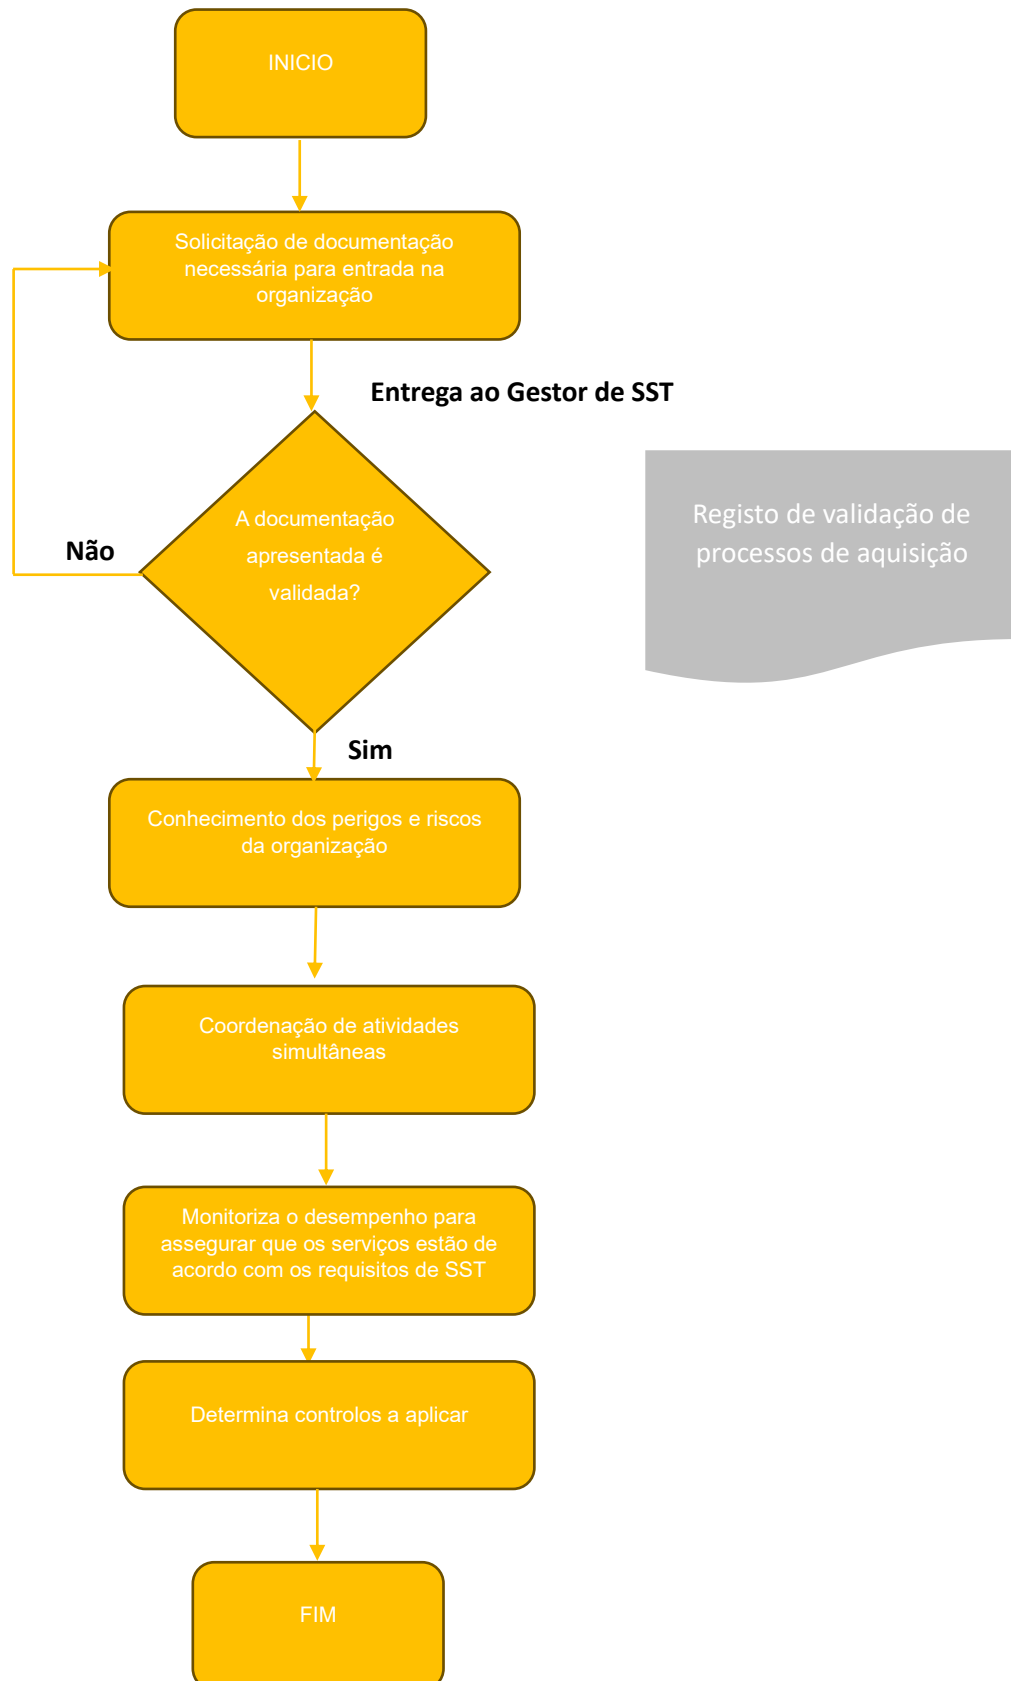 INICIO
Solicitação de documentação
necessária para entrada na
organização
Entrega ao Gestor de SST
A documentação
apresentada é
validada?
Registo de validação de
processos de aquisição
Não
Sim
Conhecimento dos perigos e riscos
da organização
Coordenação de atividades
simultâneas
Monitoriza o desempenho para
assegurar que os serviços estão de
acordo com os requisitos de SST
Determina controlos a aplicar
FIM